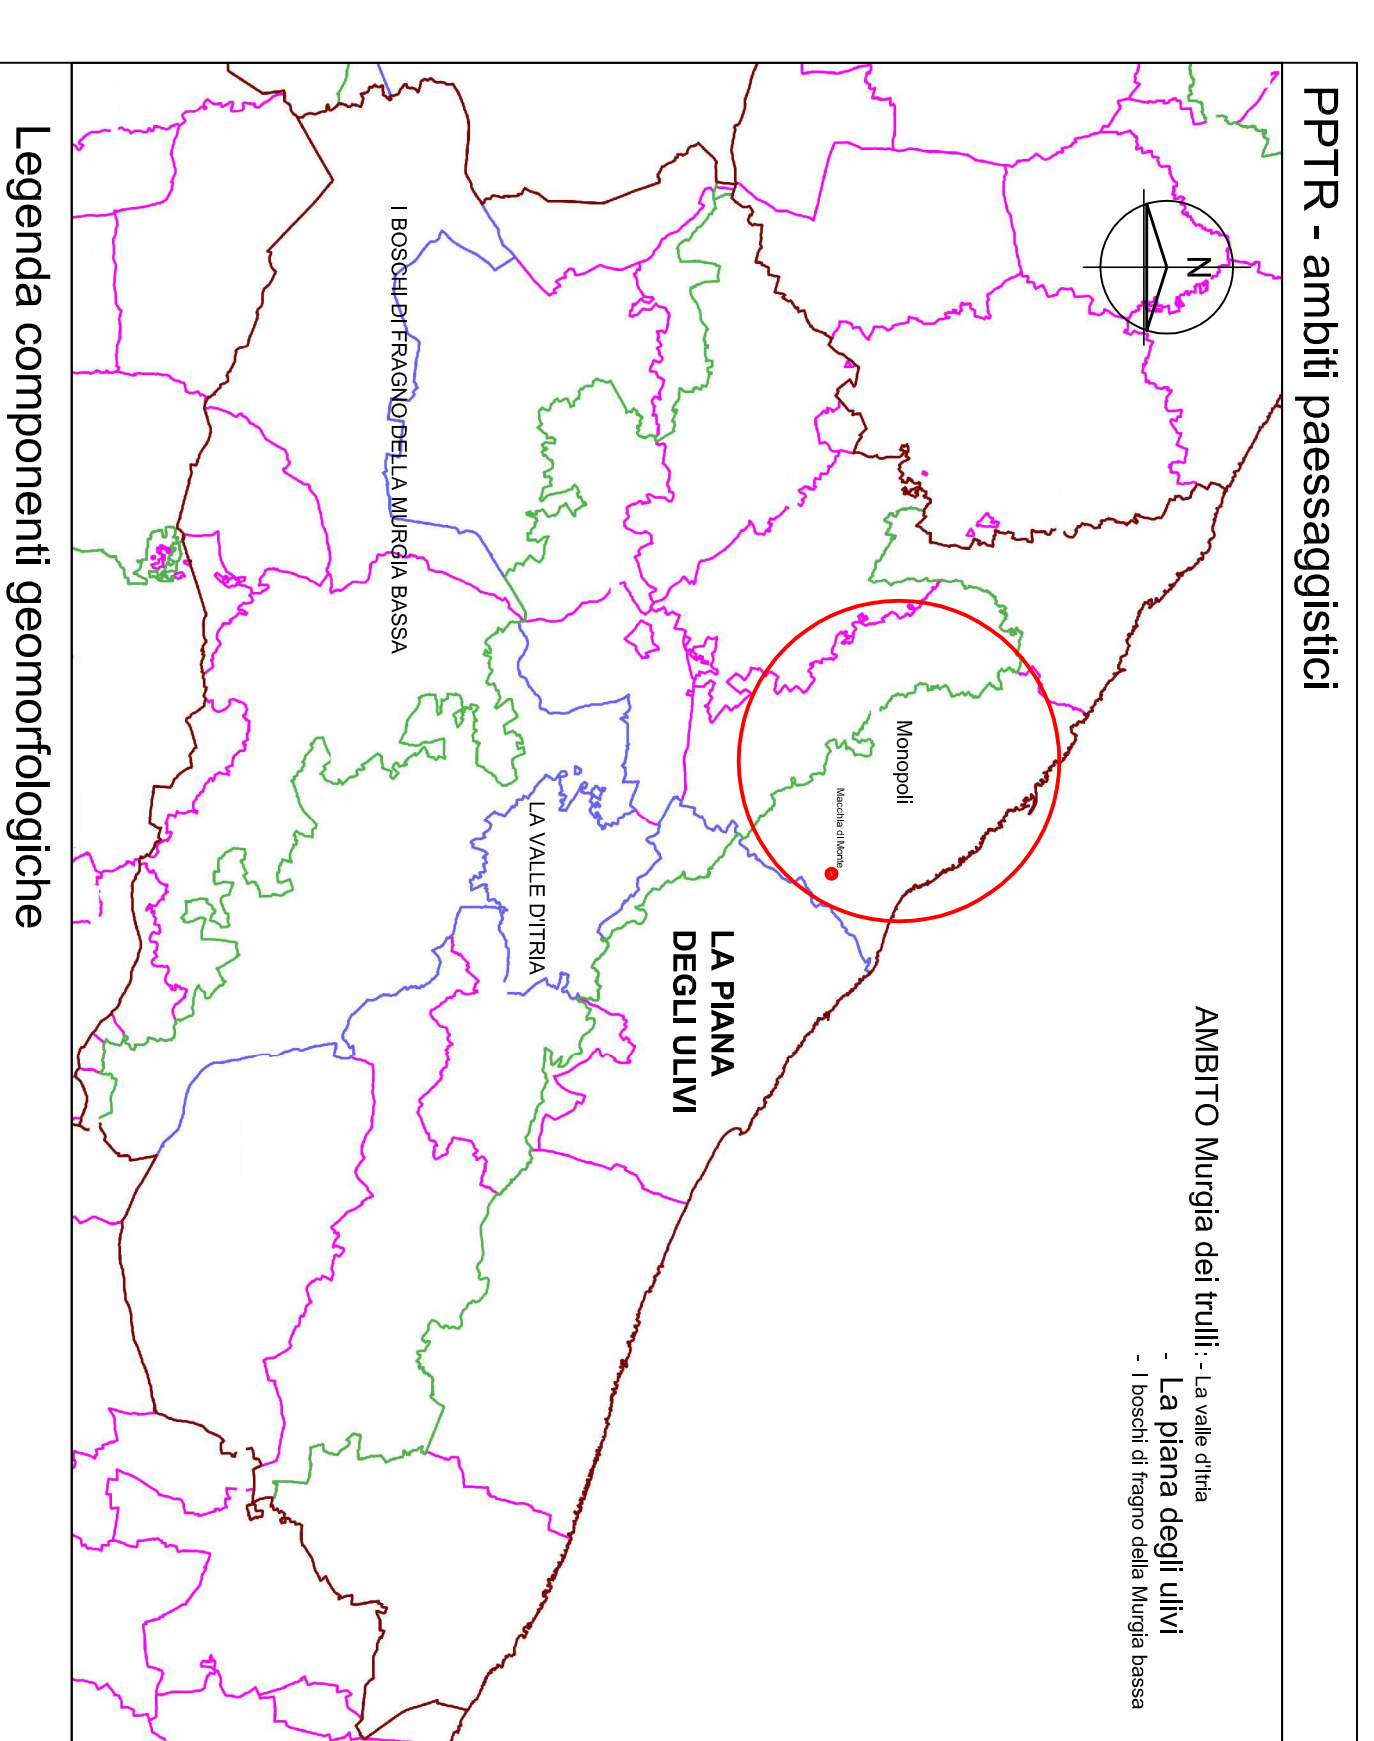 PPTR - ambiti paessaggistici
N
AMBITO Murgia dei trulli: - La valle d'Itria
- La piana degli ulivi
- I boschi di fragno della Murgia bassa
Monopoli
Macchia di Monte
LA PIANA
DEGLI ULIVI
LA VALLE D'ITRIA
I BOSCHI DI FRAGNO DELLA MURGIA BASSA
Legenda componenti geomorfologiche